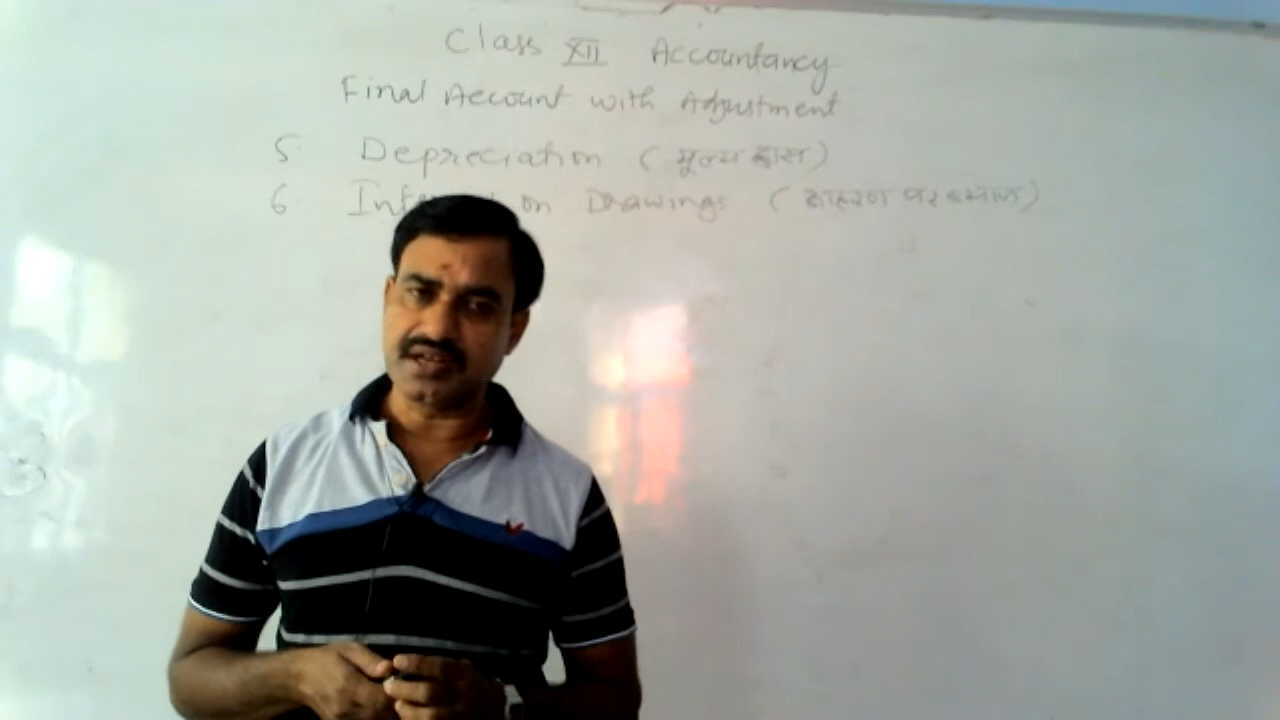 Class XII Accountancy
Final Account with Adjustment
5. Depreciation (मूल्य ह्रास)
6. on Drawings (आहरण पर ब्याज)